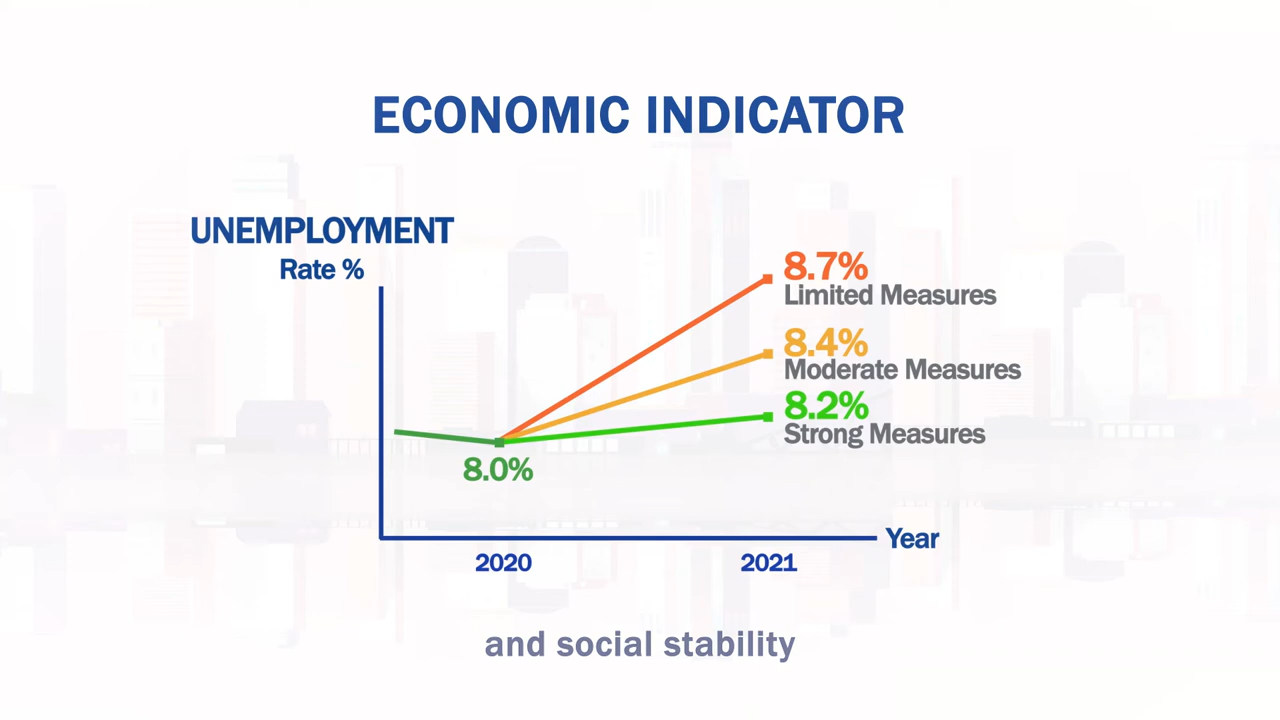 ECONOMIC INDICATOR
UNEMPLOYMENT
Rate %
8.7%
Limited Measures
8.4%
Moderate Measures
8.2%
Strong Measures
8.0%
Year
2020
2021
and social stability